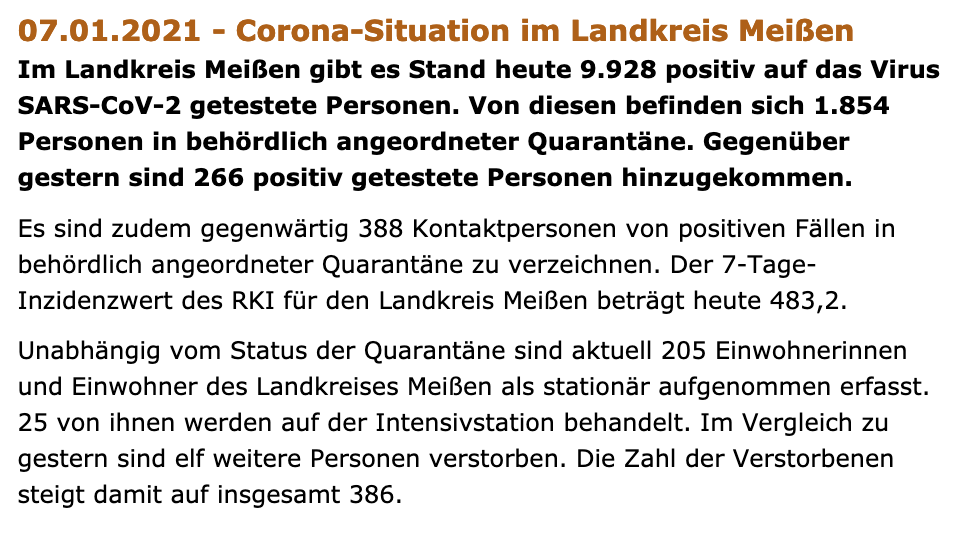 07.01.2021 - Corona-Situation im Landkreis Meißen
Im Landkreis Meißen gibt es Stand heute 9.928 positiv auf das Virus
SARS-CoV-2 getestete Personen. Von diesen befinden sich 1.854
Personen in behördlich angeordneter Quarantäne. Gegenüber
gestern sind 266 positiv getestete Personen hinzugekommen.
Es sind zudem gegenwärtig 388 Kontaktpersonen von positiven Fällen in
behördlich angeordneter Quarantäne zu verzeichnen. Der 7-Tage-
Inzidenzwert des RKI für den Landkreis Meißen beträgt heute 483,2.
Unabhängig vom Status der Quarantäne sind aktuell 205 Einwohnerinnen
und Einwohner des Landkreises Meißen als stationär aufgenommen erfasst.
25 von ihnen werden auf der Intensivstation behandelt. Im Vergleich zu
gestern sind elf weitere Personen verstorben. Die Zahl der Verstorbenen
steigt damit auf insgesamt 386.